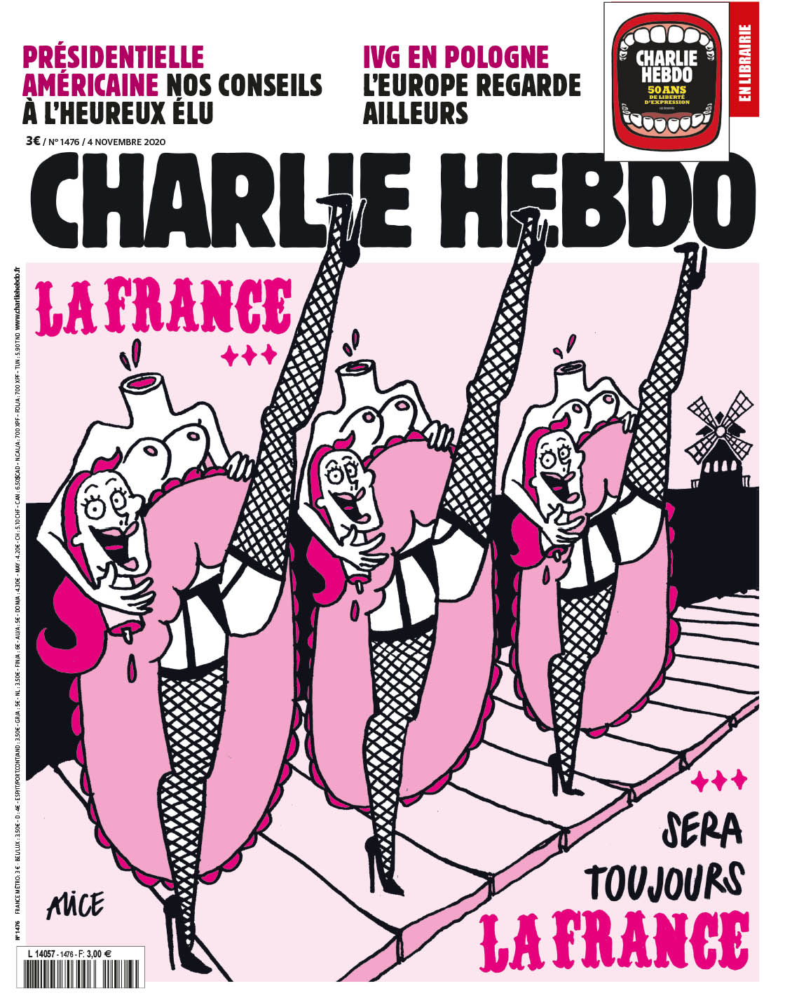 PRÉSIDENTIELLE
AMÉRICAINE NOS CONSEILS
À L'HEUREUX ÉLU
IVG EN POLOGNE
L'EUROPE REGARDE
AILLEURS
CHARLIE
HEBDO
50 ANS
DE LIBERTÉ
D'EXPRESSION
EN LIBRAIRIE
3€ / Nº 1476 / 4 NOVEMBRE 2020
CHARLIE HEBDO
LA FRANCE
SERA
TOUJOURS
LA FRANCE
ALICE
Nº 1476 FRANCE MÉTRO: 3 € - BEL/LUX : 3.50€ - D : 4€ - ESP/IT/PORT.CONT/AND : 3.50€ - GR/A : 5€ - NL : 3.50€ - FIN/A : 6€ - AU/A : 5€ - DOM/A : 4.30€ - MAY : 4.20€ - CH : 5.10 CHF - CAN : 6.50$CAD - N.CAL/A : 700 XPF - POL/A : 700 XPF - TUN : 5.90TND www.charliehebdo.fr
L 14057 - 1476 - F: 3,00 €